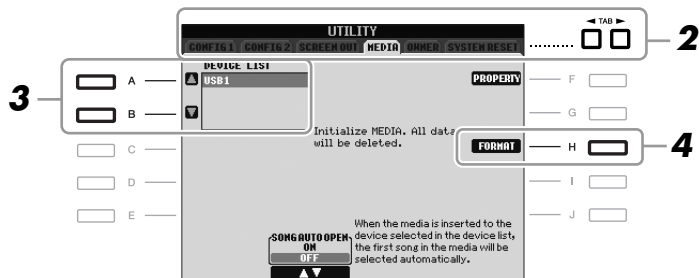 ◄ TAB ►
UTILITY
CONFIG 1 CONFIG 2 SCREEN OUT MEDIA OWNER SYSTEM RESET
2
DEVICE LIST
3
A
USB1
PROPERTY
F
B
G
Initialize MEDIA. All data
will be deleted.
C
FORMAT
H
4
D
I
E
J
When the media is inserted to the
device selected in the device list,
the first song in the media will be
selected automatically.
SONG AUTO OPEN
ON
OFF